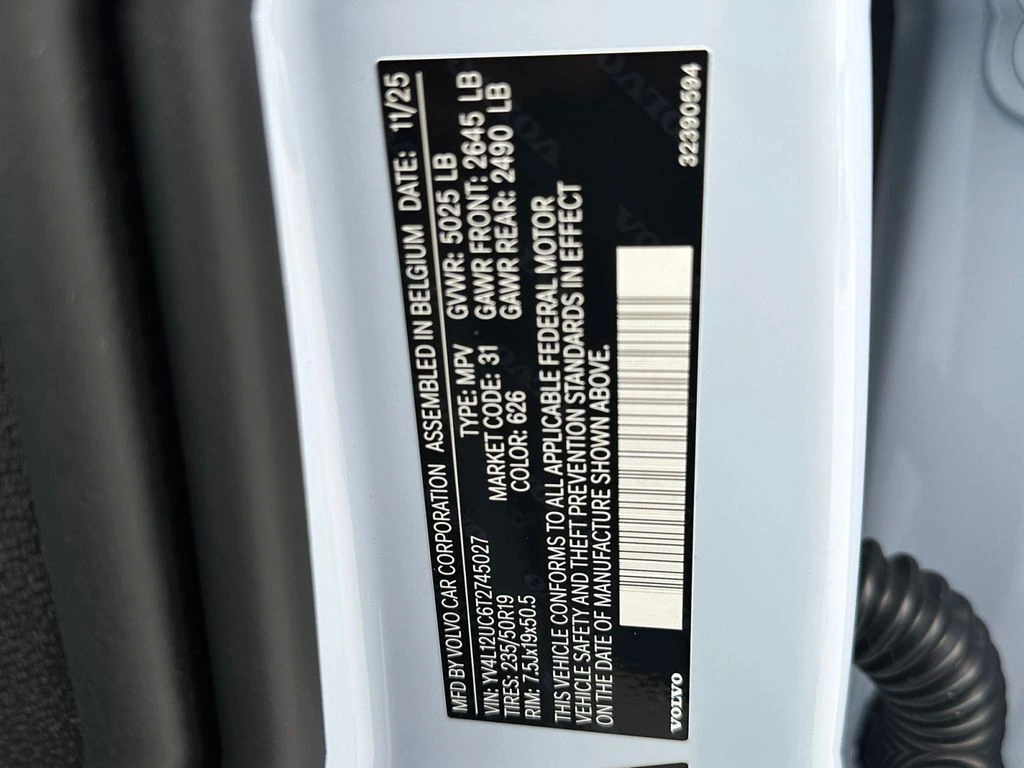 MFD BY VOLVO CAR CORPORATION ASSEMBLED IN BELGIUM DATE: 11/25
VIN: YV4L12UC6T2745027 TYPE: MPV GVWR: 5025 LB
TIRES: 235/50R19 MARKET CODE: 31 GAWR FRONT: 2645 LB
RIM: 7.5Jx19x50.5 COLOR: 626 GAWR REAR: 2490 LB
THIS VEHICLE CONFORMS TO ALL APPLICABLE FEDERAL MOTOR
VEHICLE SAFETY AND THEFT PREVENTION STANDARDS IN EFFECT
ON THE DATE OF MANUFACTURE SHOWN ABOVE.
VOLVO 32390594